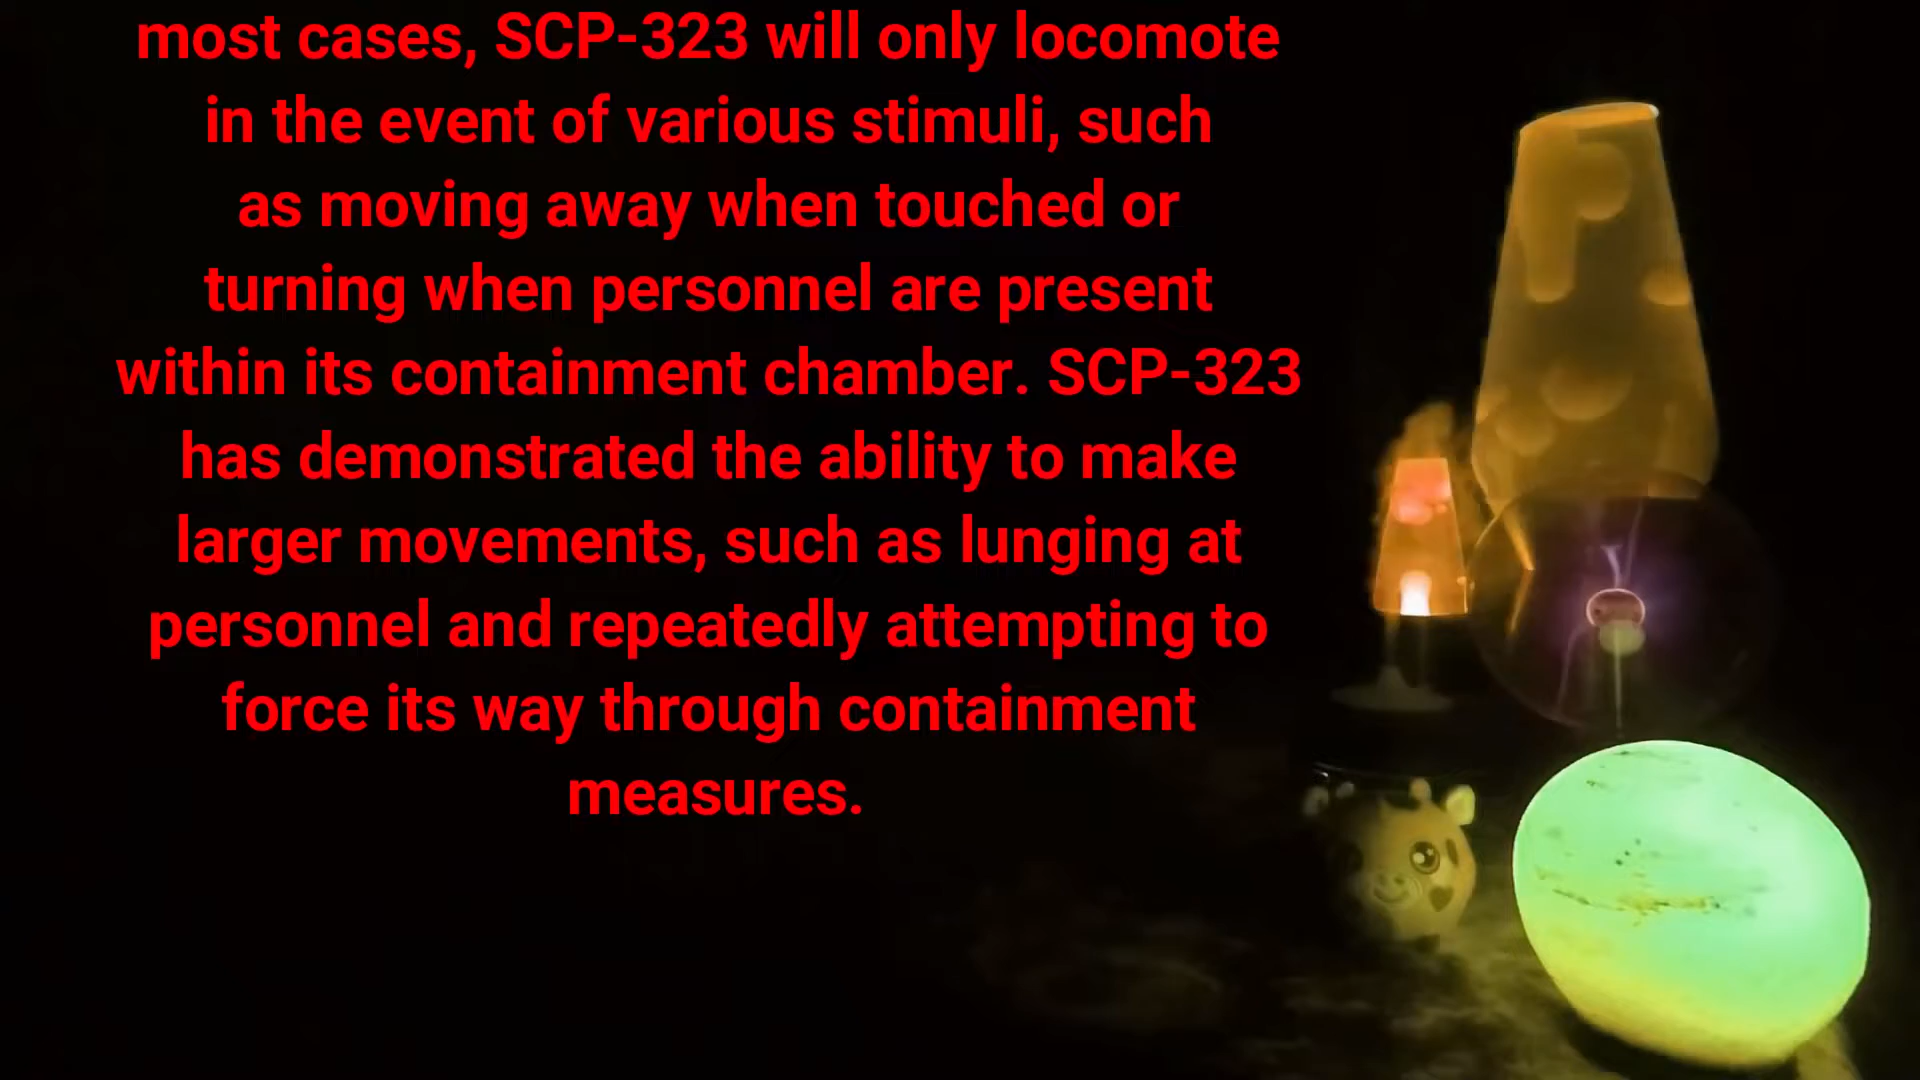 most cases, SCP-323 will only locomote
in the event of various stimuli, such
as moving away when touched or
turning when personnel are present
within its containment chamber. SCP-323
has demonstrated the ability to make
larger movements, such as lunging at
personnel and repeatedly attempting to
force its way through containment
measures.